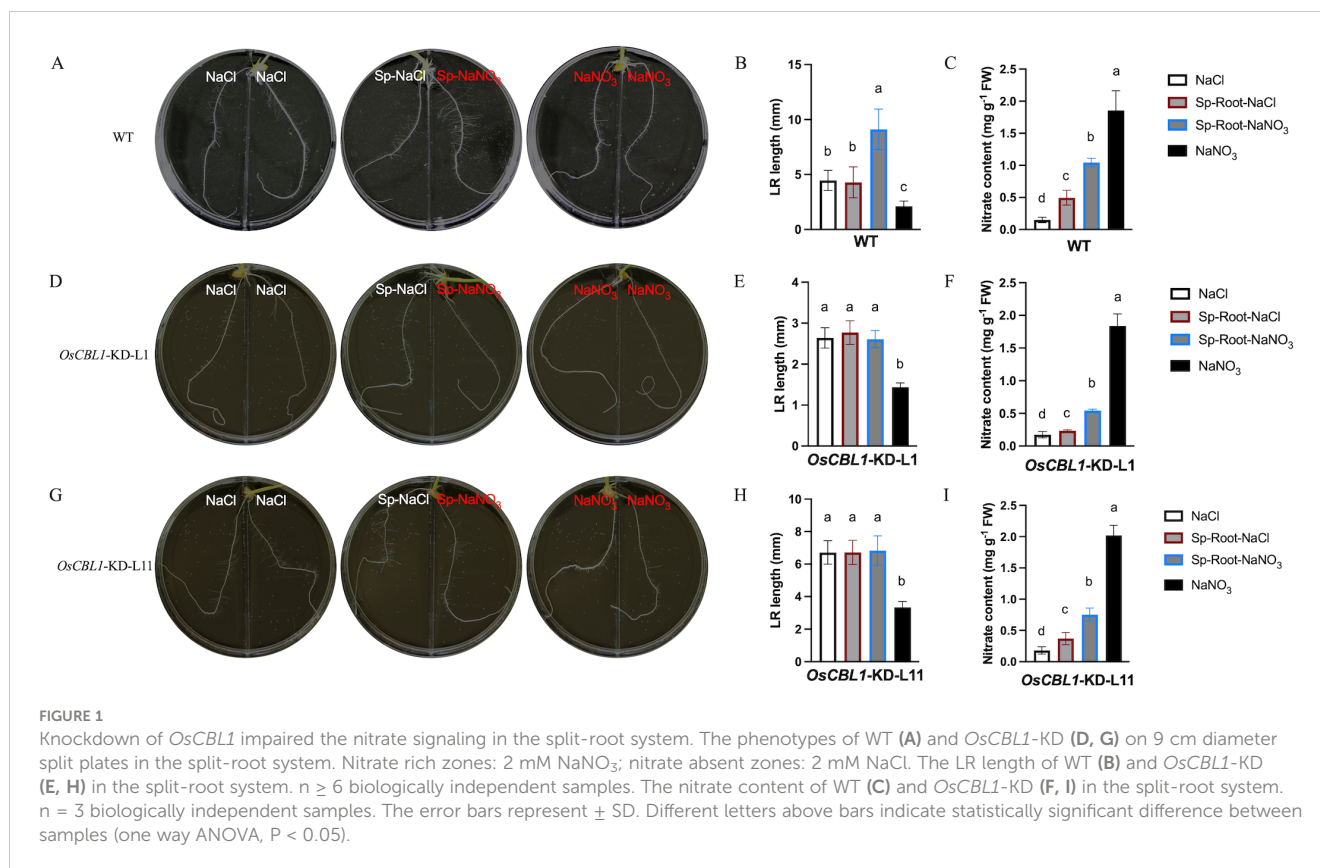 A
NaCl NaCl
Sp-NaCl Sp-NaNO₃
NaNO₃ NaNO₃
WT
B
LR length (mm)
15
10
5
0
b b a c
WT
C
Nitrate content (mg g⁻¹ FW)
2.5
2.0
1.5
1.0
0.5
0.0
d c b a
WT
NaCl
Sp-Root-NaCl
Sp-Root-NaNO₃
NaNO₃
D
NaCl NaCl
Sp-NaCl Sp-NaNO₃
NaNO₃ NaNO₃
OsCBL1-KD-L1
E
LR length (mm)
4
3
2
1
0
a a a b
OsCBL1-KD-L1
F
Nitrate content (mg g⁻¹ FW)
2.5
2.0
1.5
1.0
0.5
0.0
d c b a
OsCBL1-KD-L1
NaCl
Sp-Root-NaCl
Sp-Root-NaNO₃
NaNO₃
G
NaCl NaCl
Sp-NaCl Sp-NaNO₃
NaNO₃ NaNO₃
OsCBL1-KD-L11
H
LR length (mm)
10
8
6
4
2
0
a a a b
OsCBL1-KD-L11
I
Nitrate content (mg g⁻¹ FW)
2.5
2.0
1.5
1.0
0.5
0.0
d c b a
OsCBL1-KD-L11
NaCl
Sp-Root-NaCl
Sp-Root-NaNO₃
NaNO₃
FIGURE 1
Knockdown of OsCBL1 impaired the nitrate signaling in the split-root system. The phenotypes of WT (A) and OsCBL1-KD (D, G) on 9 cm diameter
split plates in the split-root system. Nitrate rich zones: 2 mM NaNO₃; nitrate absent zones: 2 mM NaCl. The LR length of WT (B) and OsCBL1-KD
(E, H) in the split-root system. n ≥ 6 biologically independent samples. The nitrate content of WT (C) and OsCBL1-KD (F, I) in the split-root system.
n = 3 biologically independent samples. The error bars represent ± SD. Different letters above bars indicate statistically significant difference between
samples (one way ANOVA, P < 0.05).